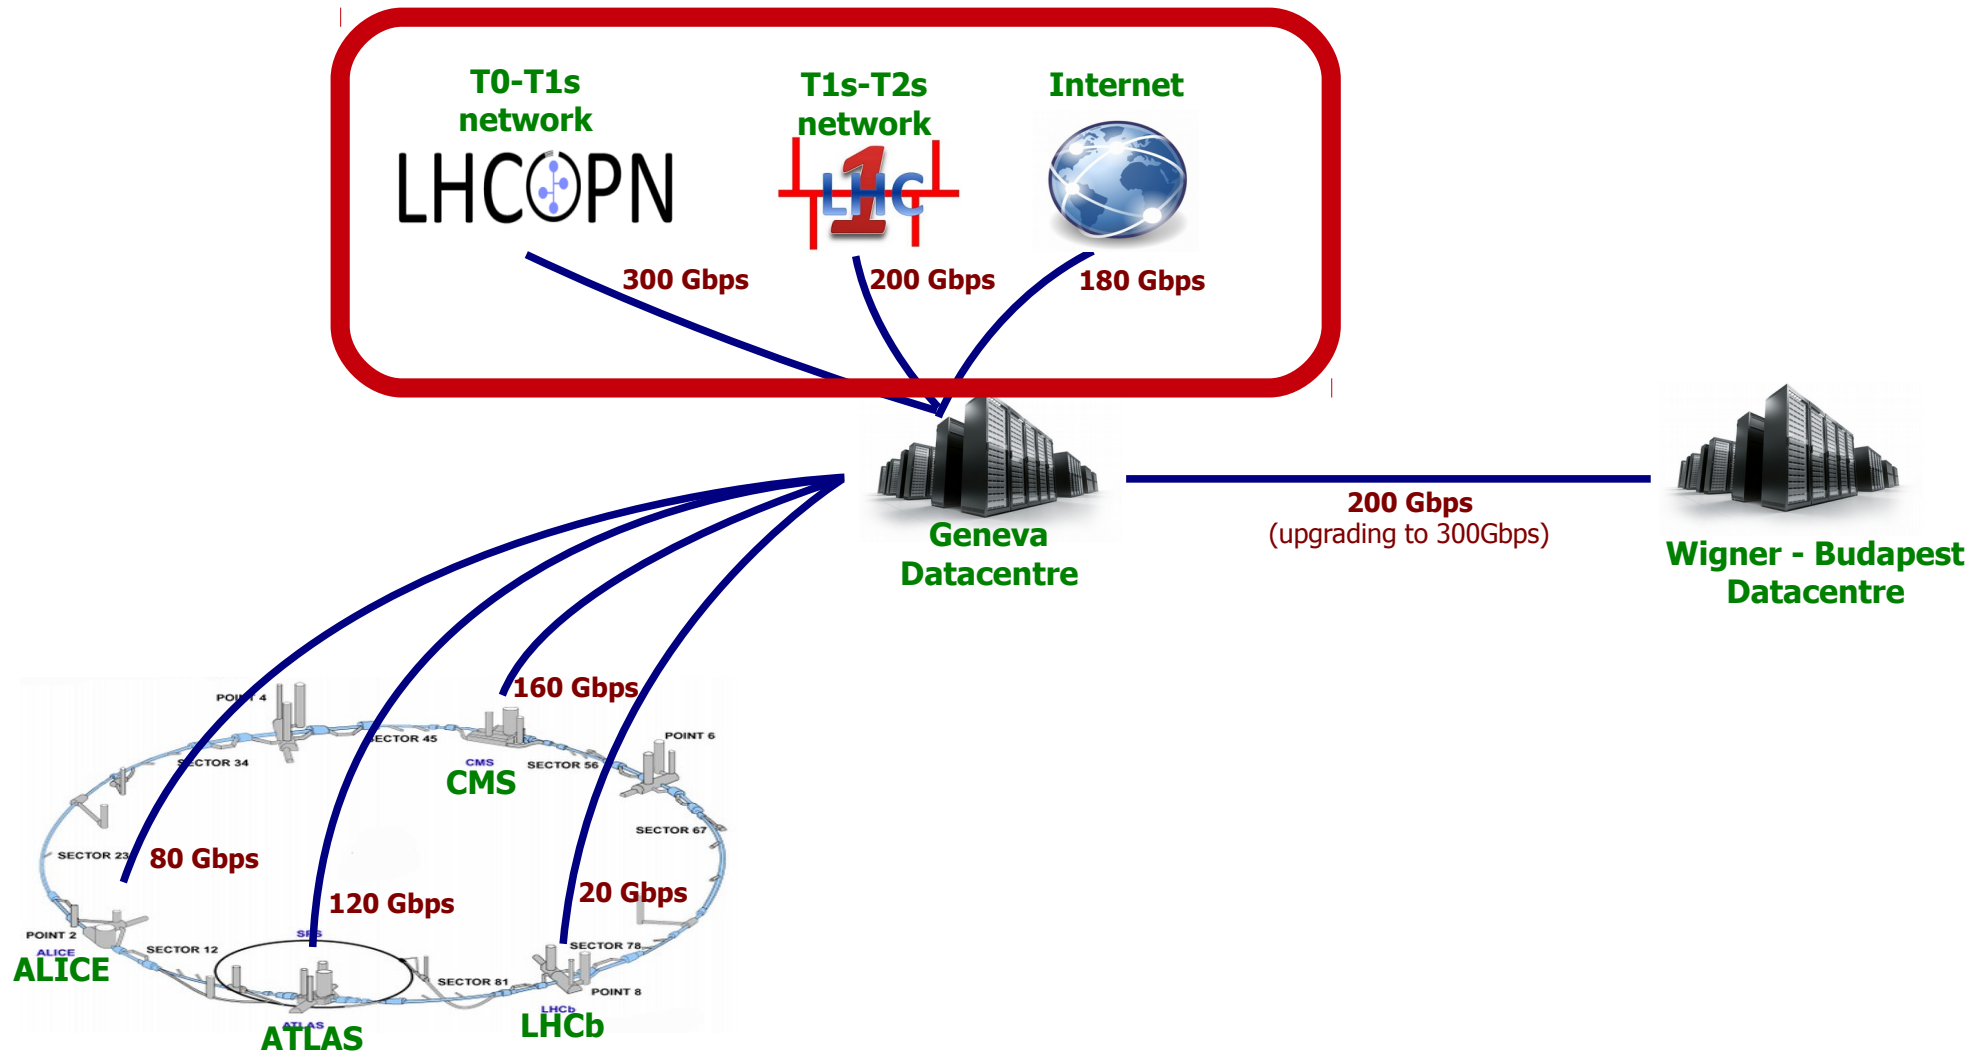 T0-T1s
network
LHCOPN
T1s-T2s
network
LHC
1
Internet
300 Gbps
200 Gbps
180 Gbps
Geneva
Datacentre
200 Gbps
(upgrading to 300Gbps)
Wigner - Budapest
Datacentre
160 Gbps
80 Gbps
120 Gbps
20 Gbps
POINT 4
SECTOR 45
SECTOR 34
CMS
CMS
SECTOR 56
POINT 6
SECTOR 67
SECTOR 23
POINT 2
ALICE
ALICE
SECTOR 12
SPS
SECTOR 81
SECTOR 78
POINT 8
LHCb
LHCb
ATLAS
ATLAS